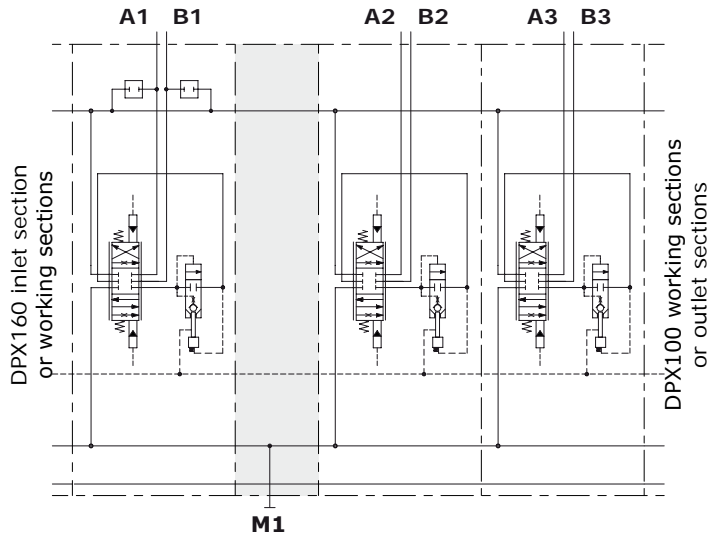 A1 B1
A2 B2
A3 B3
DPX160 inlet section
or working sections
DPX100 working sections
or outlet sections
M1